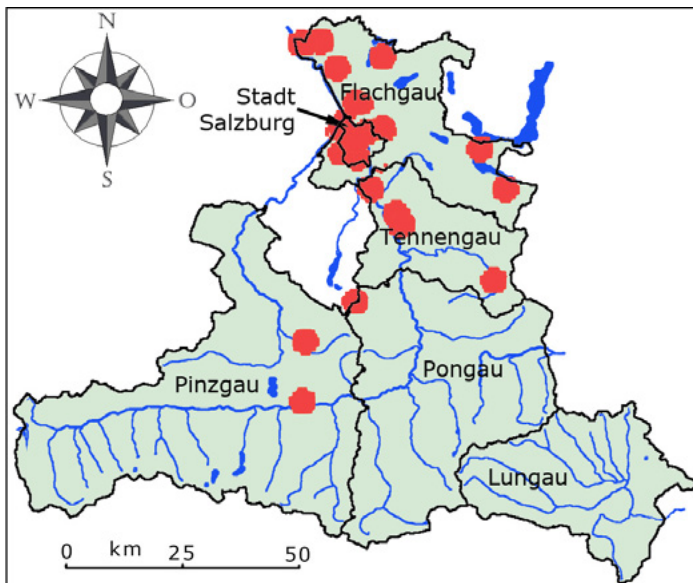 N
W
O
S
Flachgau
Stadt
Salzburg
Tennengau
Pinzgau
Pongau
Lungau
0 km 25 50